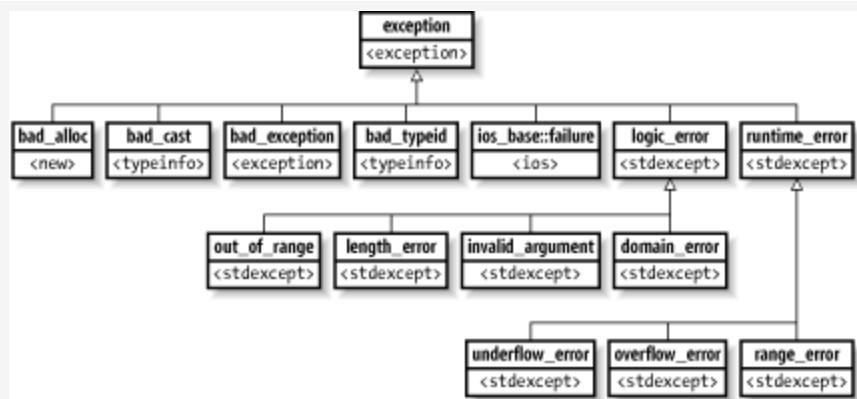 exception
<exception>
bad_alloc bad_cast bad_exception bad_typeid ios_base::failure logic_error runtime_error
<new> <typeinfo> <exception> <typeinfo> <ios> <stdexcept> <stdexcept>
out_of_range length_error invalid_argument domain_error
<stdexcept> <stdexcept> <stdexcept> <stdexcept>
underflow_error overflow_error range_error
<stdexcept> <stdexcept> <stdexcept>